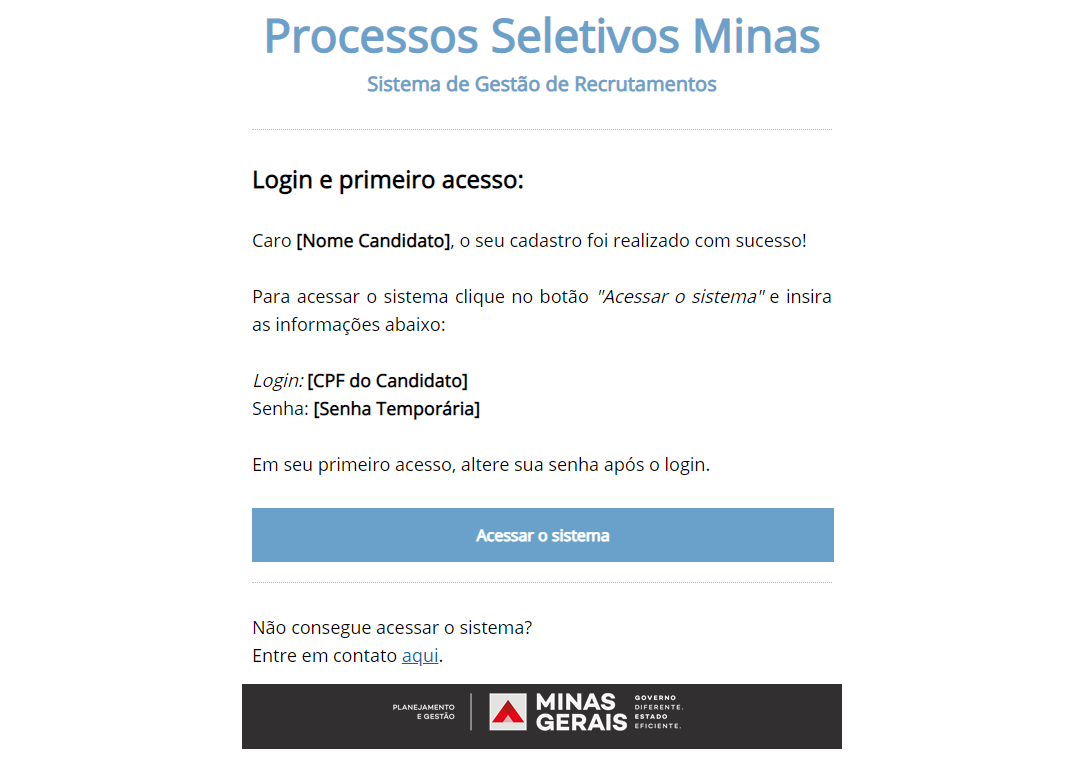 Processos Seletivos Minas
Sistema de Gestão de Recrutamentos
Login e primeiro acesso:
Caro [Nome Candidato], o seu cadastro foi realizado com sucesso!
Para acessar o sistema clique no botão "Acessar o sistema" e insira
as informações abaixo:
Login: [CPF do Candidato]
Senha: [Senha Temporária]
Em seu primeiro acesso, altere sua senha após o login.
Acessar o sistema
Não consegue acessar o sistema?
Entre em contato aqui.
PLANEJAMENTO
E GESTÃO
MINAS
GERAIS
GOVERNO
DIFERENTE.
ESTADO
EFICIENTE.